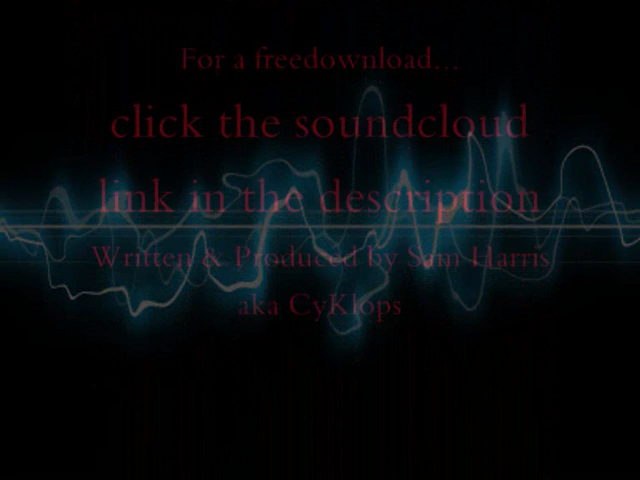 For a freedownload...
click the soundcloud
link in the description
Written & Produced by Sam Harris
aka CyKlops